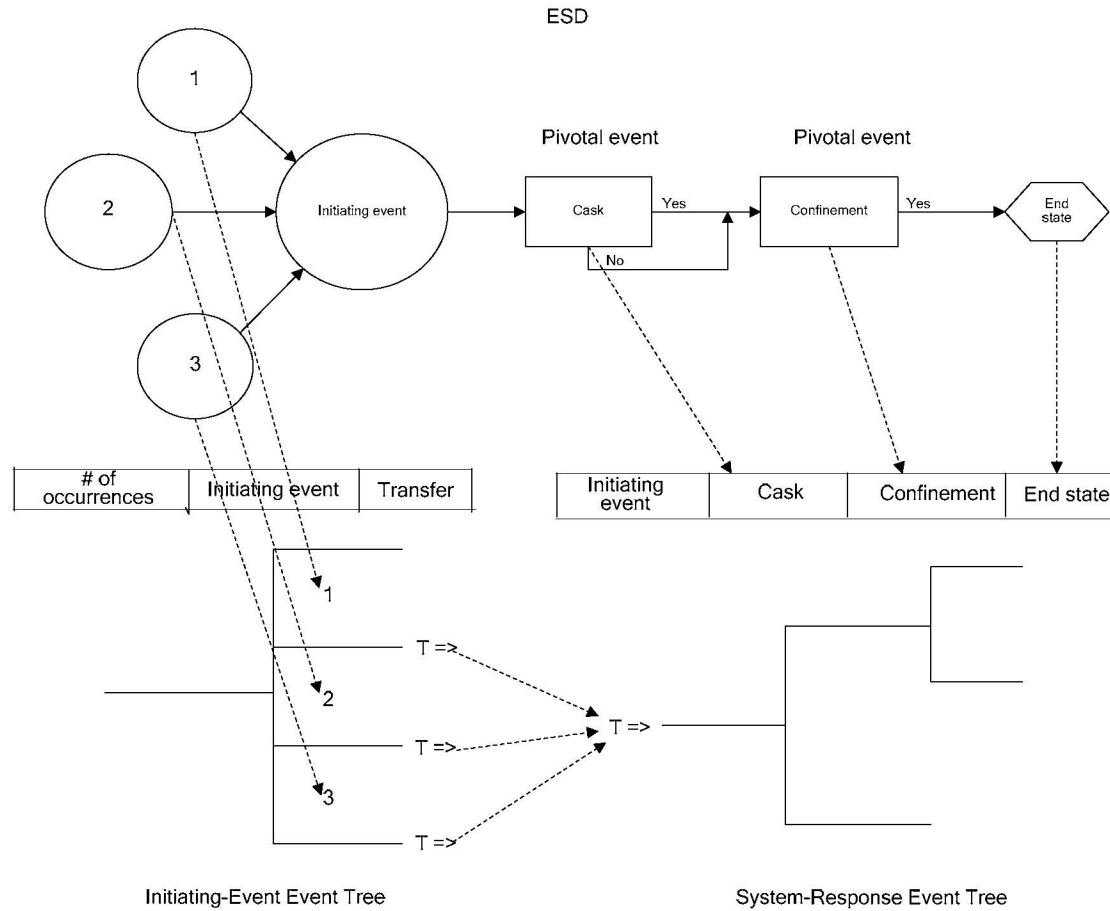 ESD
1
2
3
Initiating event
Pivotal event
Pivotal event
Cask
Yes
No
Confinement
Yes
End
state
# of
occurrences
Initiating event
Transfer
Initiating
event
Cask
Confinement
End state
1
T =>
2
T =>
3
T =>
T =>
Initiating-Event Event Tree
System-Response Event Tree